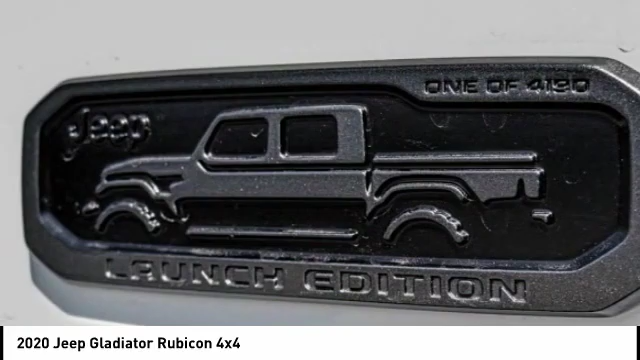 ONE OF 4190
Jeep
LAUNCH EDITION
2020 Jeep Gladiator Rubicon 4x4